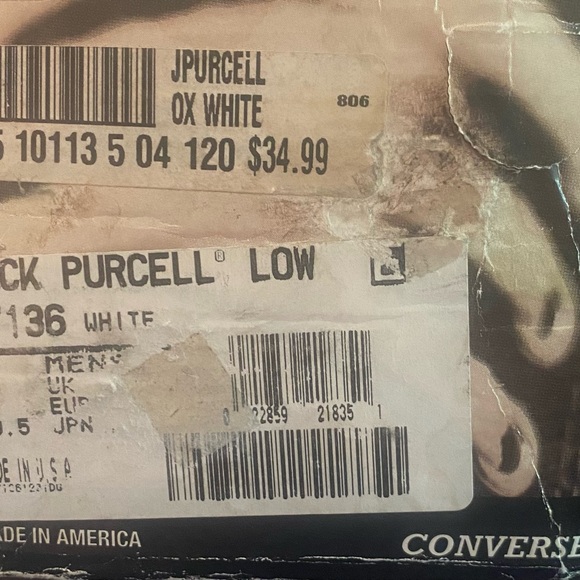 JPURCELL
OX WHITE 806
5 10113 5 04 120 $34.99
CK PURCELL® LOW
136 WHITE
MENS
UK
EUR
.5 JPN
0 22859 21835 1
DE IN U.S.A
ADE IN AMERICA
CONVERSE